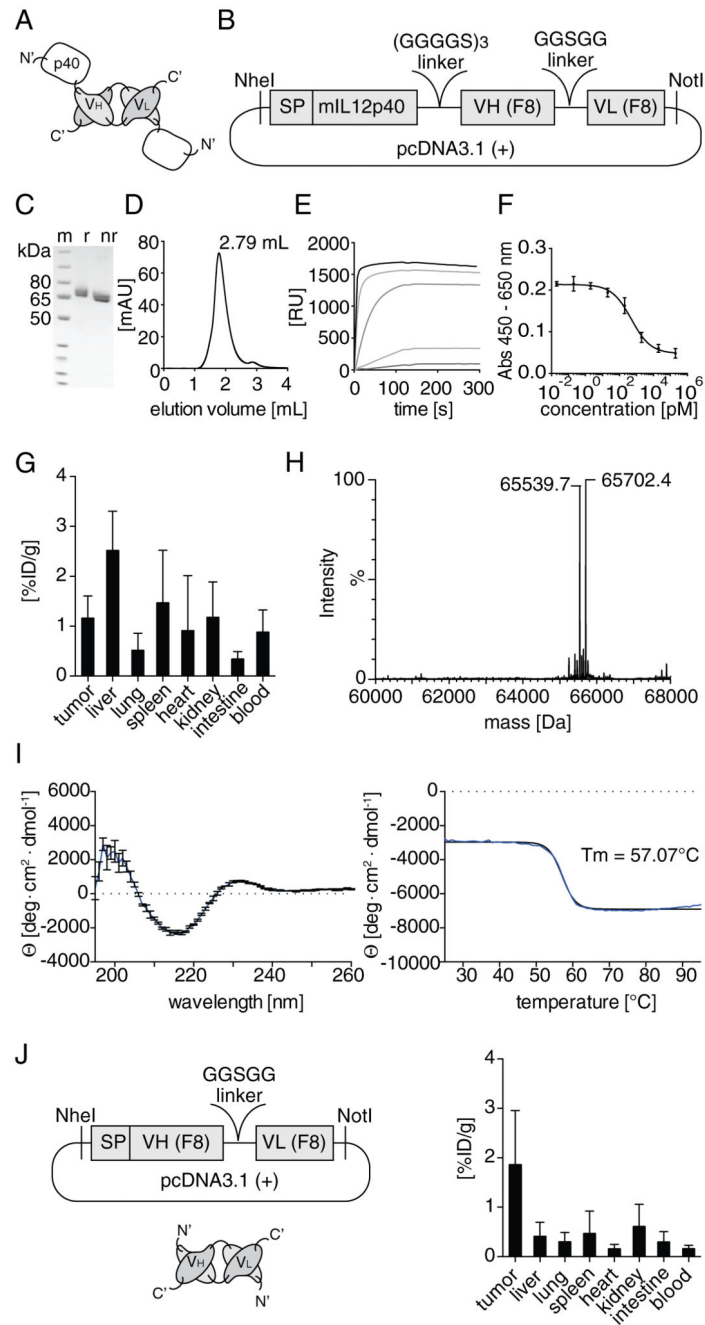 A
N'
p40
VH
VL
C'
C'
N'
B
(GGGGS)3
linker
GGSGG
linker
NheI
NotI
SP
mIL12p40
VH (F8)
VL (F8)
pcDNA3.1 (+)
C
m r nr
kDa
80
65
50
D
2.79 mL
80
60
40
20
0
[mAU]
0 1 2 3 4
elution volume [mL]
E
2000
1500
1000
500
0
[RU]
0 100 200 300
time [s]
F
0.3
0.2
0.1
0.0
Abs 450 - 650 nm
10-2 100 102 104 106
concentration [pM]
G
4
3
2
1
0
[%ID/g]
tumor
liver
lung
spleen
heart
kidney
intestine
blood
H
100
0
Intensity
%
65539.7
65702.4
60000 62000 64000 66000 68000
mass [Da]
I
6000
4000
2000
0
-2000
-4000
Θ [deg·cm2 · dmol-1]
200 220 240 260
wavelength [nm]
0
-2000
-4000
-6000
-8000
-10000
Θ [deg·cm2 · dmol-1]
Tm = 57.07°C
30 40 50 60 70 80 90
temperature [°C]
J
GGSGG
linker
NheI
NotI
SP
VH (F8)
VL (F8)
pcDNA3.1 (+)
N'
C'
VH
VL
C'
N'
4
3
2
1
0
[%ID/g]
tumor
liver
lung
spleen
heart
kidney
intestine
blood